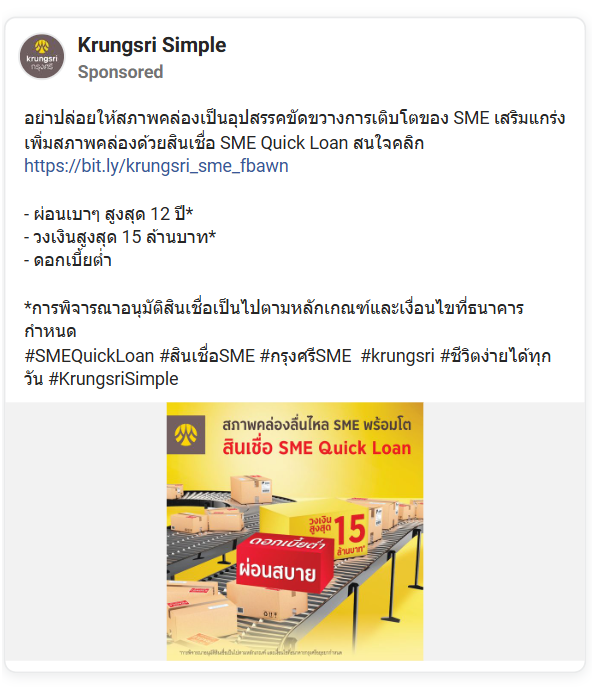 Krungsri Simple
Sponsored
krungsri
กรุงศรี
อย่าปล่อยให้สภาพคล่องเป็นอุปสรรคขัดขวางการเติบโตของ SME เสริมแกร่ง
เพิ่มสภาพคล่องด้วยสินเชื่อ SME Quick Loan สนใจคลิก
https://bit.ly/krungsri_sme_fbawn
- ผ่อนเบาๆ สูงสุด 12 ปี*
- วงเงินสูงสุด 15 ล้านบาท*
- ดอกเบี้ยต่ำ
*การพิจารณาอนุมัติสินเชื่อเป็นไปตามหลักเกณฑ์และเงื่อนไขที่ธนาคาร
กำหนด
#SMEQuickLoan #สินเชื่อSME #กรุงศรีSME #krungsri #ชีวิตง่ายได้ทุก
วัน #KrungsriSimple
สภาพคล่องลื่นไหล SME พร้อมโต
สินเชื่อ SME Quick Loan
วงเงิน
สูงสุด
15
ล้านบาท*
ดอกเบี้ยต่ำ
ผ่อนสบาย